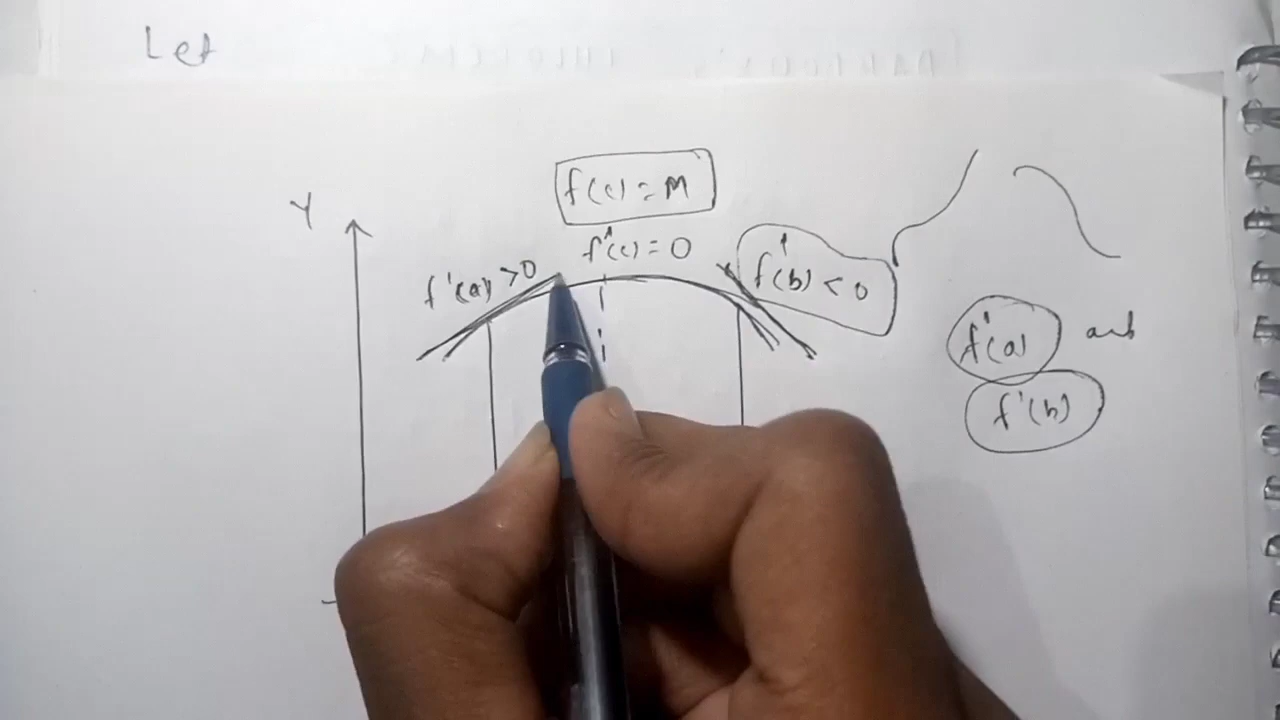 Let
Y
f(c) = M
f'(c) = 0
f'(a) > 0
f'(b) < 0
f'(a) and
f'(b)